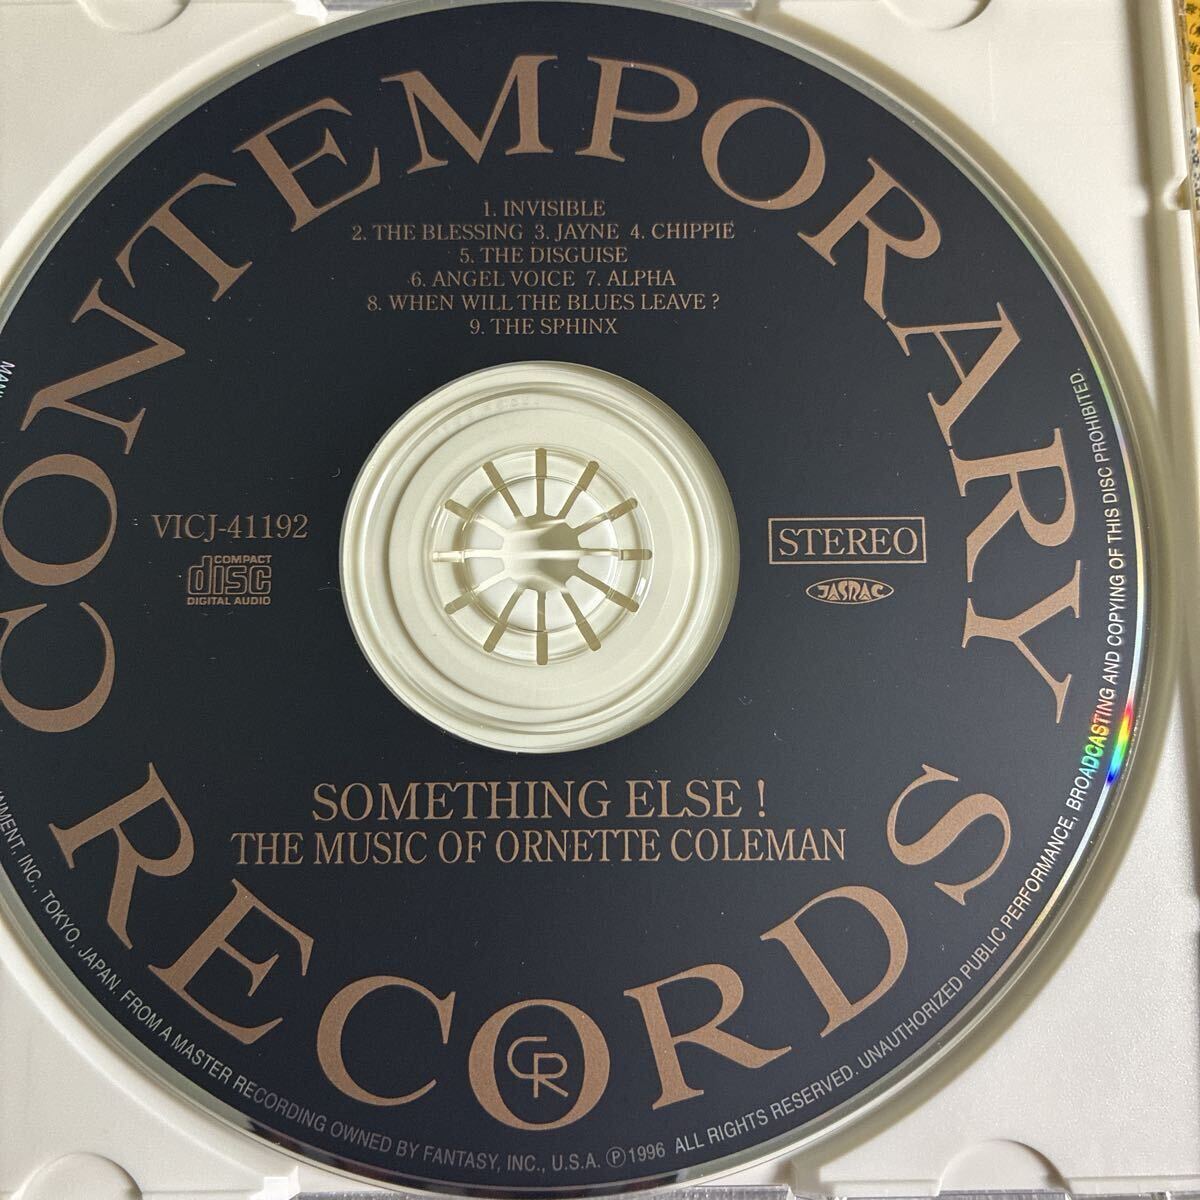 CONTEMPORARY
1. INVISIBLE
2. THE BLESSING 3. JAYNE 4. CHIPPIE
5. THE DISGUISE
6. ANGEL VOICE 7. ALPHA
8. WHEN WILL THE BLUES LEAVE ?
9. THE SPHINX
VICJ-41192
COMPACT
disc
DIGITAL AUDIO
STEREO
JASRAC
SOMETHING ELSE !
THE MUSIC OF ORNETTE COLEMAN
RECORDS
CR
INC., TOKYO, JAPAN. FROM A MASTER RECORDING OWNED BY FANTASY, INC., U.S.A. ℗1996 ALL RIGHTS RESERVED. UNAUTHORIZED PUBLIC PERFORMANCE, BROADCASTING AND COPYING OF THIS DISC PROHIBITED.